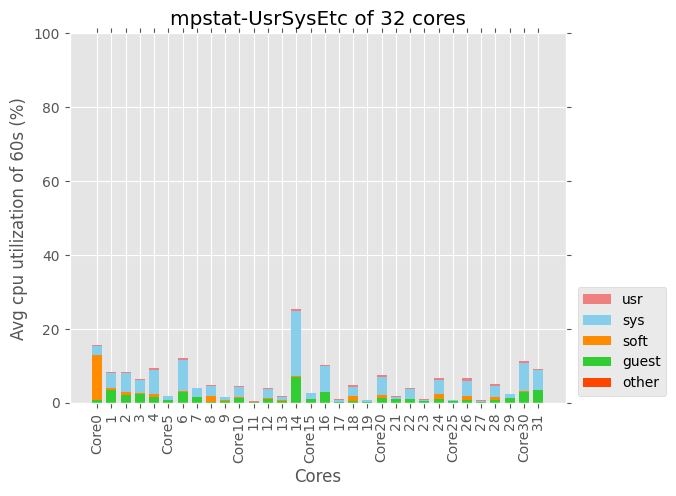 mpstat-UsrSysEtc of 32 cores
100
80
60
40
20
0
Avg cpu utilization of 60s (%)
Core0
1
2
3
4
Core5
6
7
8
9
Core10
11
12
13
14
Core15
16
17
18
19
Core20
21
22
23
24
Core25
26
27
28
29
Core30
31
Cores
usr
sys
soft
guest
other